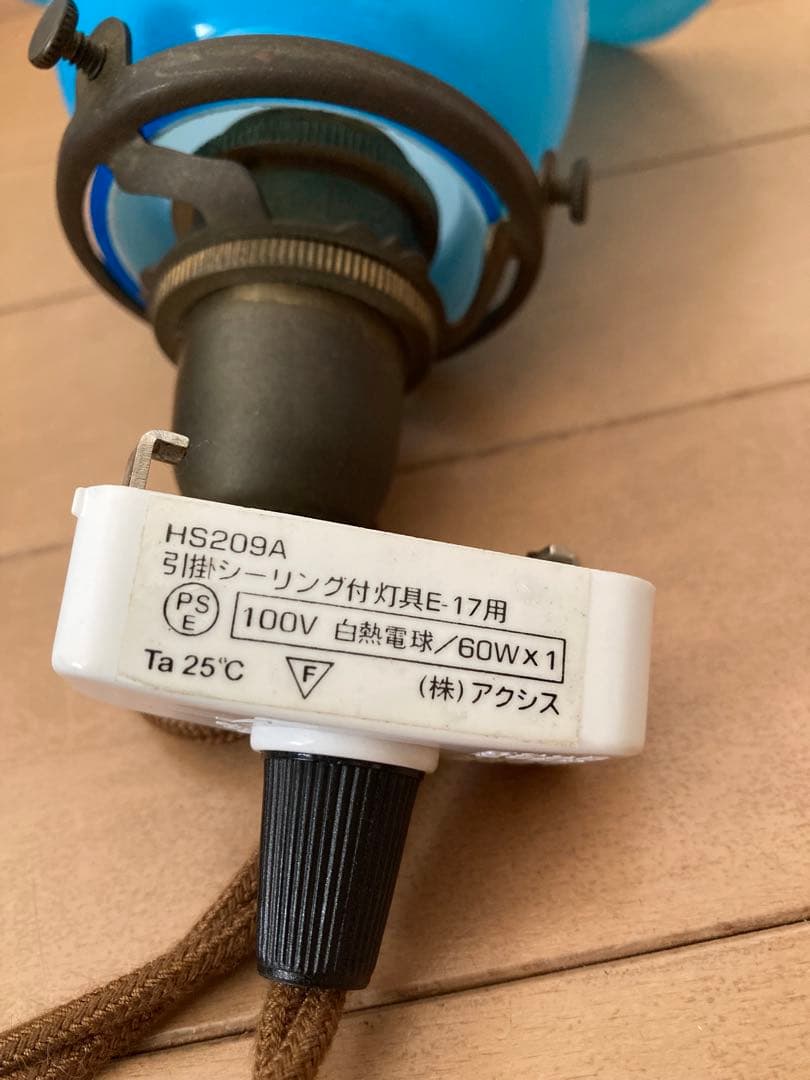 HS209A
引掛シーリング付灯具E-17用
PS
E
100V 白熱電球/60W×1
Ta 25℃ F (株)アクシス